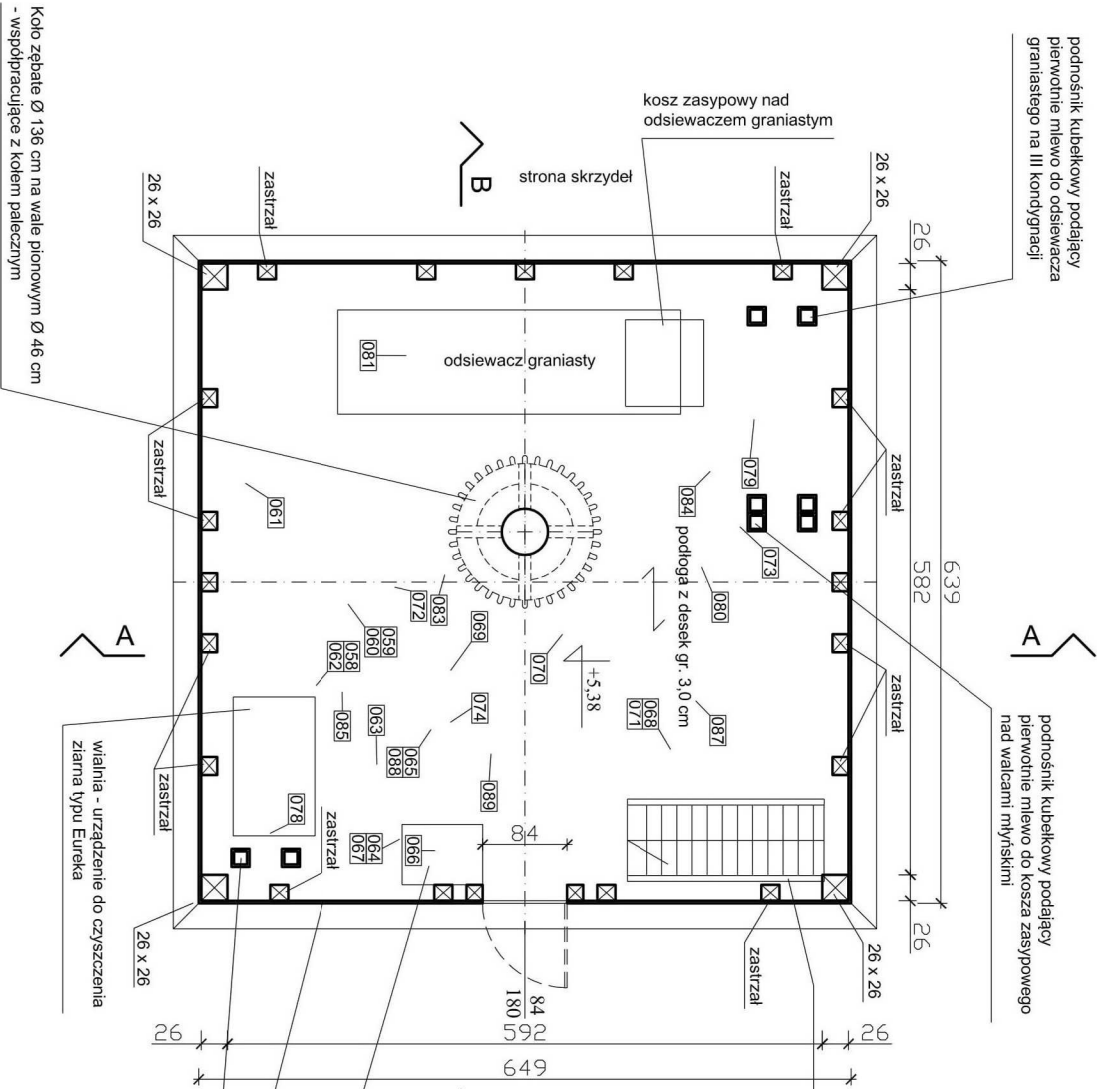 podnośnik kubełkowy podający
pierwotnie mlewo do odsiewacza
graniastego na III kondygnacji
kosz zasypowy nad
odsiewaczem graniastym
strona skrzydeł
B
26 x 26
zastrzał
zastrzał
26 x 26
Koło zębate Ø 136 cm na wale pionowym Ø 46 cm
- współpracujące z kołem palecznym
26
639
582
26
081
odsiewacz graniasty
zastrzał
zastrzał
079
084
073
061
podłoga z desek gr. 3,0 cm
080
072
083
069
070
+5,38
059
060
058
062
085
063
074
065
088
068
071
087
089
A
A
zastrzał
zastrzał
podnośnik kubełkowy podający
pierwotnie mlewo do kosza zasypowego
nad walcami młyńskimi
wialnia - urządzenie do czyszczenia
ziarna typu Eureka
078
zastrzał
064
067
066
84
zastrzał
26 x 26
26 x 26
84
180
26
592
26
649